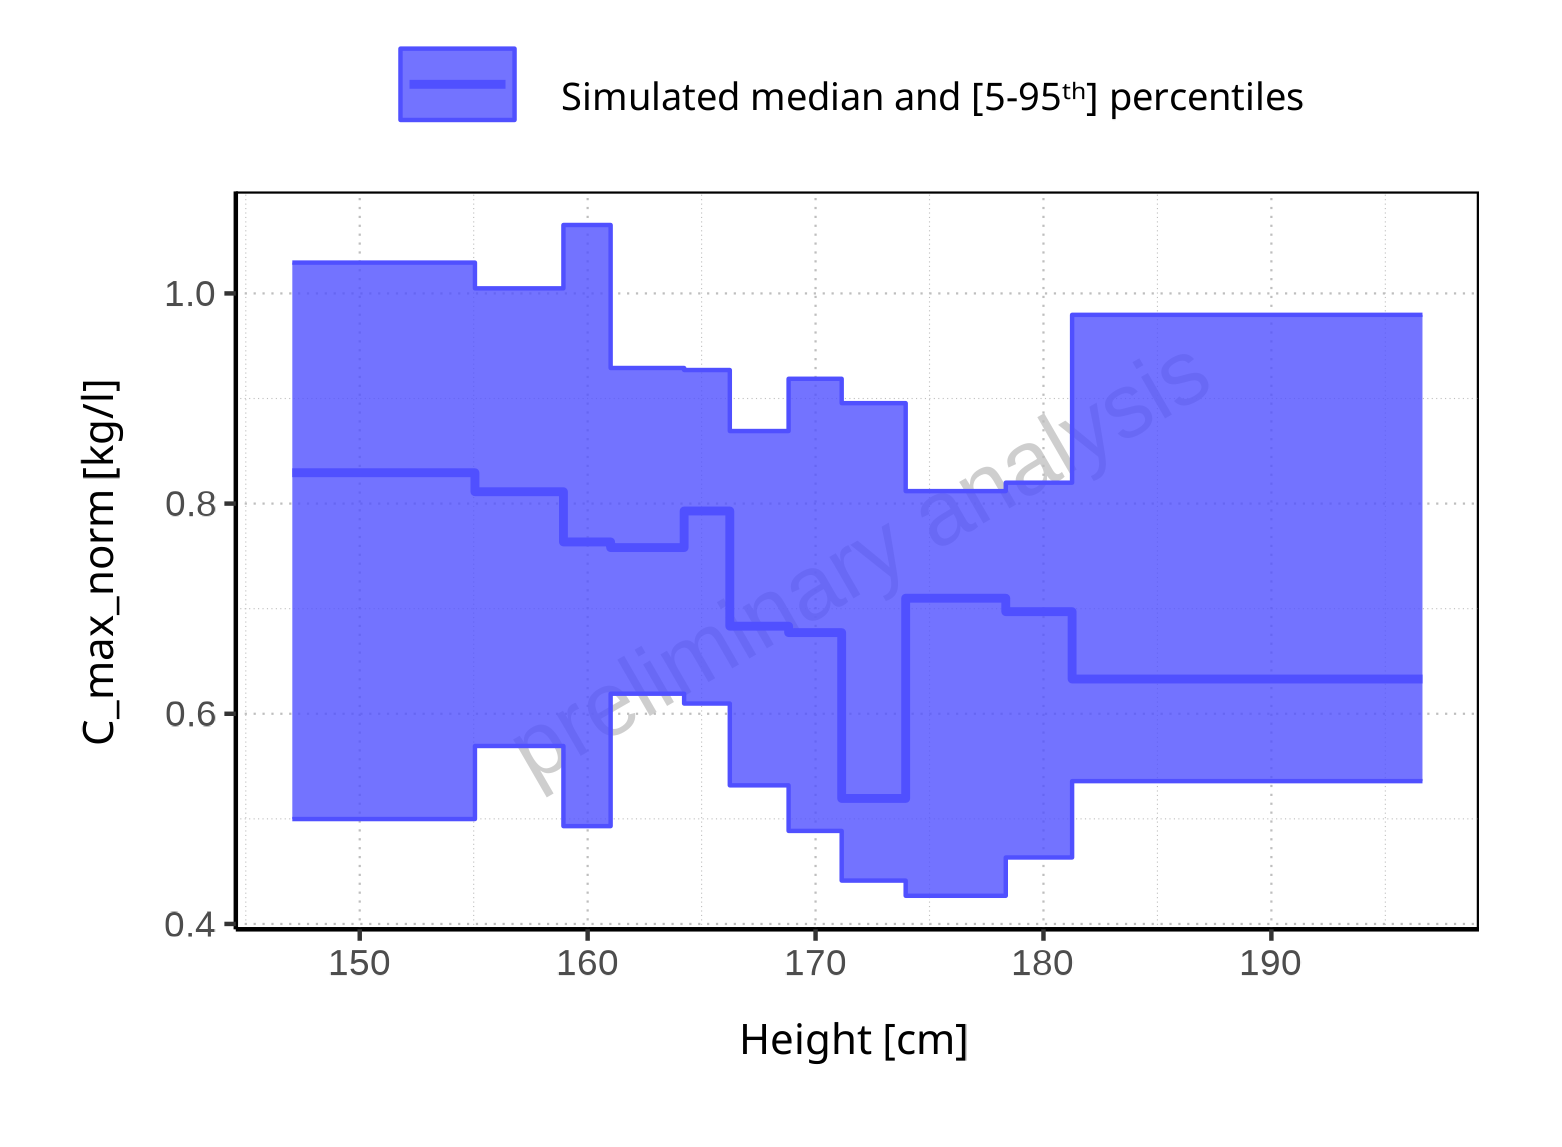 Simulated median and [5-95ᵗʰ] percentiles
1.0
0.8
0.6
0.4
C_max_norm [kg/l]
preliminary analysis
150 160 170 180 190
Height [cm]